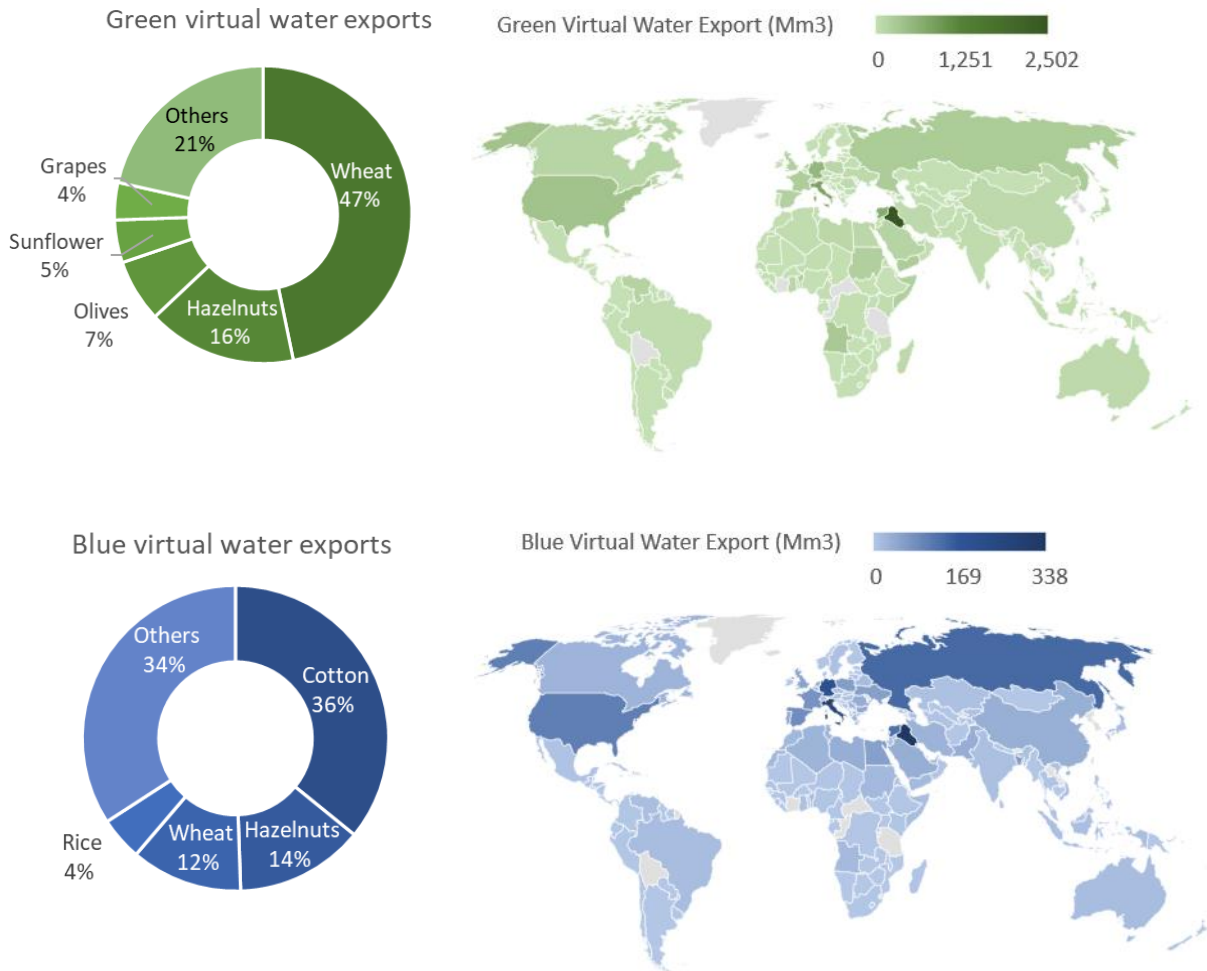 Green virtual water exports
Others
21%
Grapes
4%
Sunflower
5%
Olives
7%
Hazelnuts
16%
Wheat
47%
Green Virtual Water Export (Mm3)
0 1,251 2,502
Blue virtual water exports
Others
34%
Cotton
36%
Rice
4%
Wheat
12%
Hazelnuts
14%
Blue Virtual Water Export (Mm3)
0 169 338